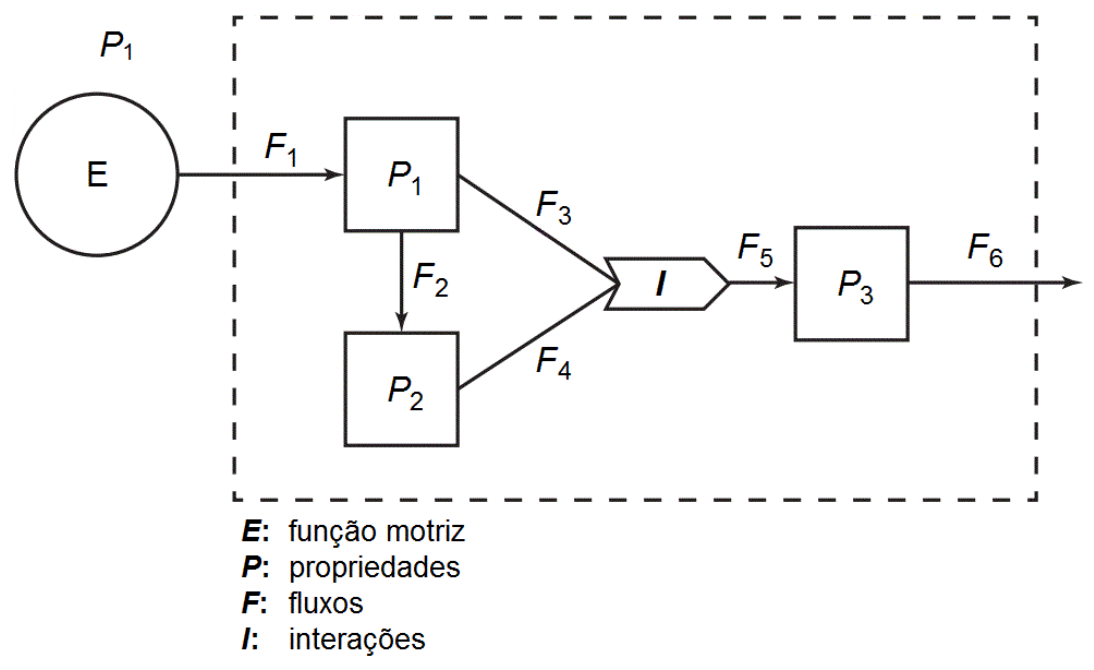 P₁
E
F₁
P₁
F₃
F₂
I
F₅
P₃
F₆
F₄
P₂
E: função motriz
P: propriedades
F: fluxos
I: interações